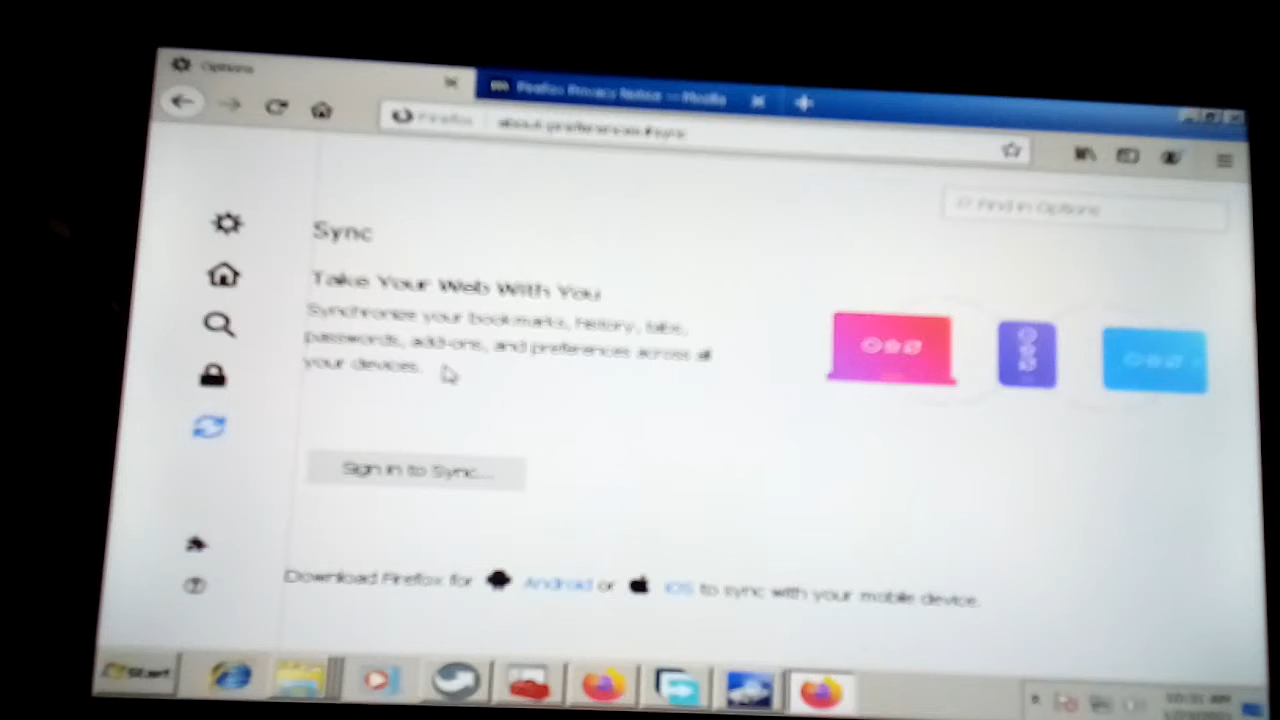 Options
Firefox Privacy Notice — Mozilla
Firefox
about:preferences#sync
Find in Options
Sync
Take Your Web With You
Synchronize your bookmarks, history, tabs,
passwords, add-ons, and preferences across all
your devices.
Sign in to Sync...
Download Firefox for Android or iOS to sync with your mobile device.
Start